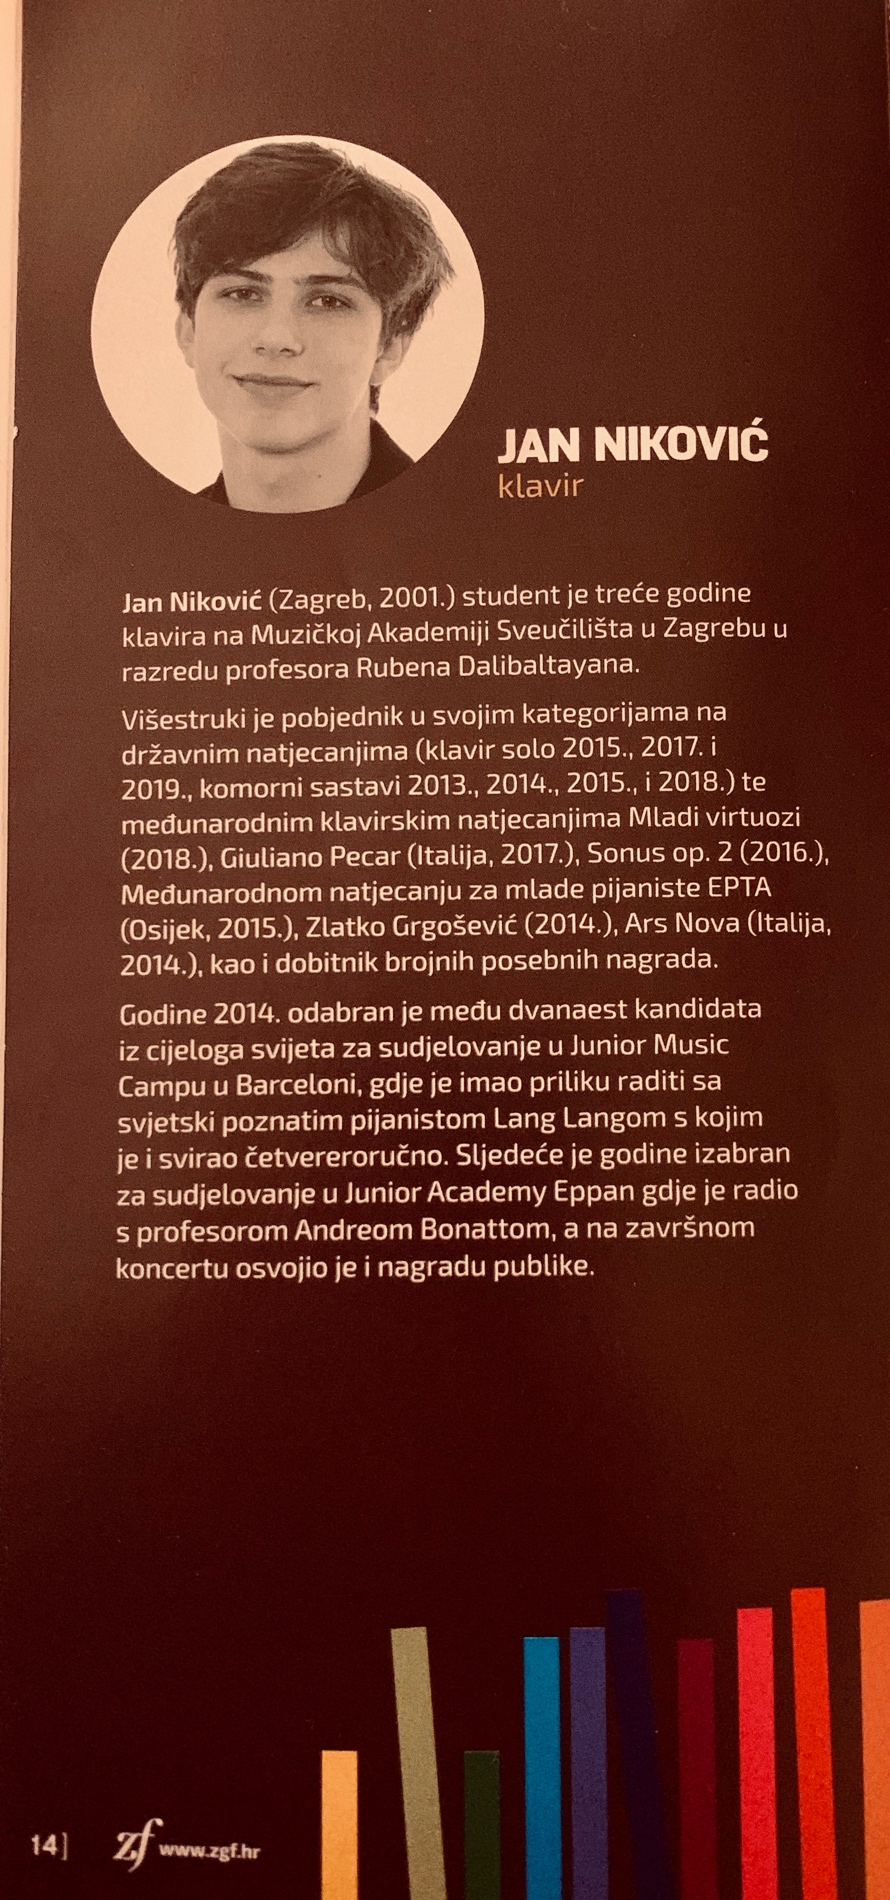 JAN NIKOVIĆ
klavir
Jan Niković (Zagreb, 2001.) student je treće godine
klavira na Muzičkoj Akademiji Sveučilišta u Zagrebu u
razredu profesora Rubena Dalibaltayana.
Višestruki je pobjednik u svojim kategorijama na
državnim natjecanjima (klavir solo 2015., 2017. i
2019., komorni sastavi 2013., 2014., 2015., i 2018.) te
međunarodnim klavirskim natjecanjima Mladi virtuozi
(2018.), Giuliano Pecar (Italija, 2017.), Sonus op. 2 (2016.),
Međunarodnom natjecanju za mlade pijaniste EPTA
(Osijek, 2015.), Zlatko Grgošević (2014.), Ars Nova (Italija,
2014.), kao i dobitnik brojnih posebnih nagrada.
Godine 2014. odabran je među dvanaest kandidata
iz cijeloga svijeta za sudjelovanje u Junior Music
Campu u Barceloni, gdje je imao priliku raditi sa
svjetski poznatim pijanistom Lang Langom s kojim
je i svirao četvereroručno. Sljedeće je godine izabran
za sudjelovanje u Junior Academy Eppan gdje je radio
s profesorom Andreom Bonattom, a na završnom
koncertu osvojio je i nagradu publike.
14] zf www.zgf.hr